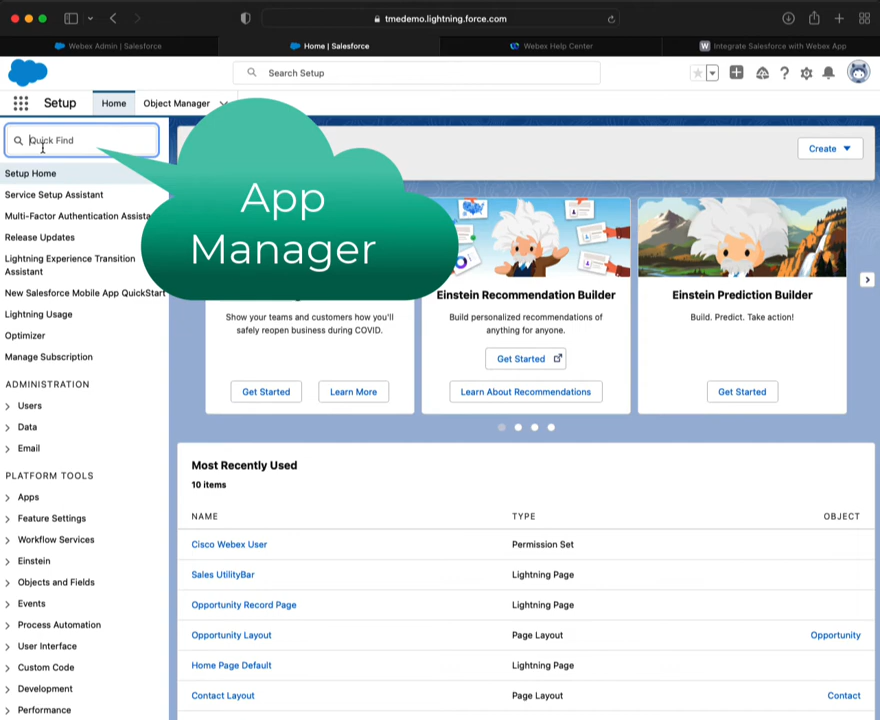 tmedemo.lightning.force.com
Webex Admin | Salesforce
Home | Salesforce
Webex Help Center
W Integrate Salesforce with Webex App
Search Setup
Setup
Home
Object Manager
Quick Find
Setup Home
Service Setup Assistant
Multi-Factor Authentication Assista
Release Updates
Lightning Experience Transition
Assistant
New Salesforce Mobile App QuickStart
Lightning Usage
Optimizer
Manage Subscription
ADMINISTRATION
Users
Data
Email
PLATFORM TOOLS
Apps
Feature Settings
Workflow Services
Einstein
Objects and Fields
Events
Process Automation
User Interface
Custom Code
Development
Performance
App
Manager
Create
Show your teams and customers how you'll
safely reopen business during COVID.
Get Started
Learn More
Einstein Recommendation Builder
Build personalized recommendations of
anything for anyone.
Get Started
Learn About Recommendations
Einstein Prediction Builder
Build. Predict. Take action!
Get Started
Most Recently Used
10 items
NAME TYPE OBJECT
Cisco Webex User Permission Set
Sales UtilityBar Lightning Page
Opportunity Record Page Lightning Page
Opportunity Layout Page Layout Opportunity
Home Page Default Lightning Page
Contact Layout Page Layout Contact